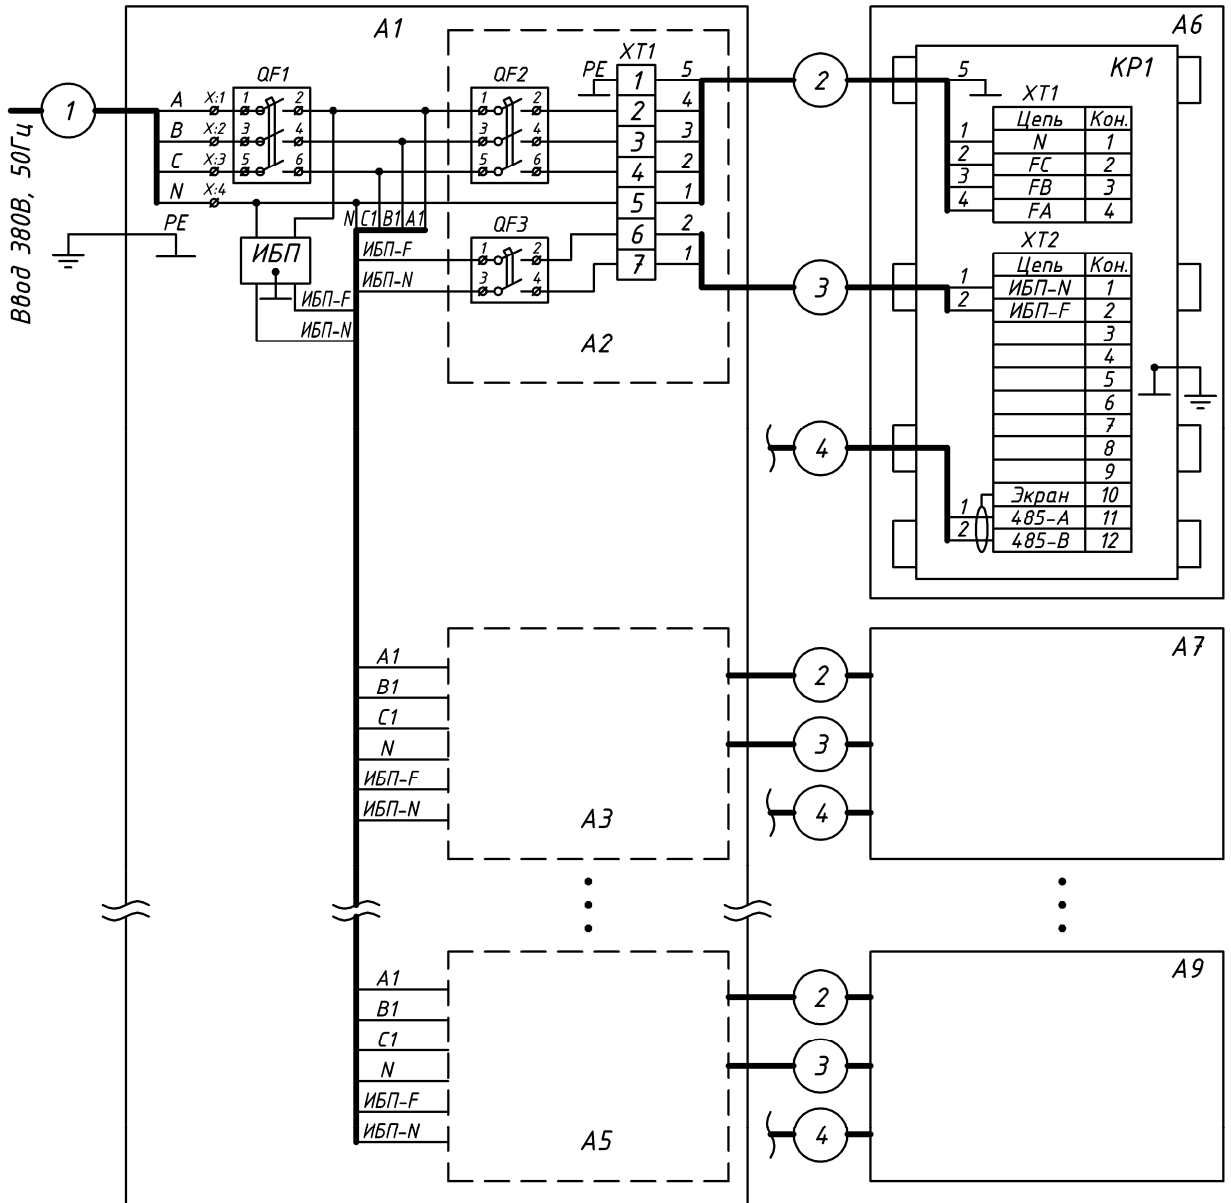 A1
A6
1
Ввод 380В, 50Гц
A X:1
B X:2
C X:3
N X:4
PE
QF1
1 2
3 4
5 6
QF2
1 2
3 4
5 6
QF3
1 2
3 4
ИБП
ИБП-F
ИБП-N
N C1 B1 A1
ИБП-F
ИБП-N
PE
XT1
1 5
2 4
3 3
4 2
5 1
6 2
7 1
A2
2
3
4
КР1
5
XT1
Цепь Кон.
1 N 1
2 FC 2
3 FB 3
4 FA 4
XT2
Цепь Кон.
1 ИБП-N 1
2 ИБП-F 2
3
4
5
6
7
8
9
Экран 10
1 485-A 11
2 485-B 12
A1
B1
C1
N
ИБП-F
ИБП-N
A3
2
3
4
A7
A1
B1
C1
N
ИБП-F
ИБП-N
A5
2
3
4
A9